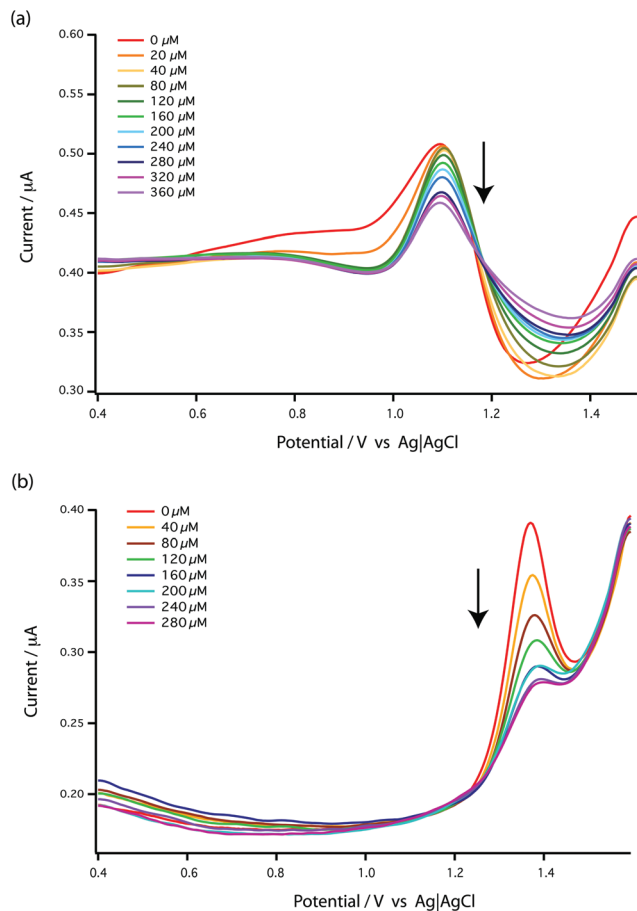 (a)
0.60
0.55
0.50
0.45
0.40
0.35
0.30
Current / µA
0 µM
20 µM
40 µM
80 µM
120 µM
160 µM
200 µM
240 µM
280 µM
320 µM
360 µM
0.4 0.6 0.8 1.0 1.2 1.4
Potential / V vs Ag|AgCl
(b)
0.40
0.35
0.30
0.25
0.20
Current / µA
0 µM
40 µM
80 µM
120 µM
160 µM
200 µM
240 µM
280 µM
0.4 0.6 0.8 1.0 1.2 1.4
Potential / V vs Ag|AgCl